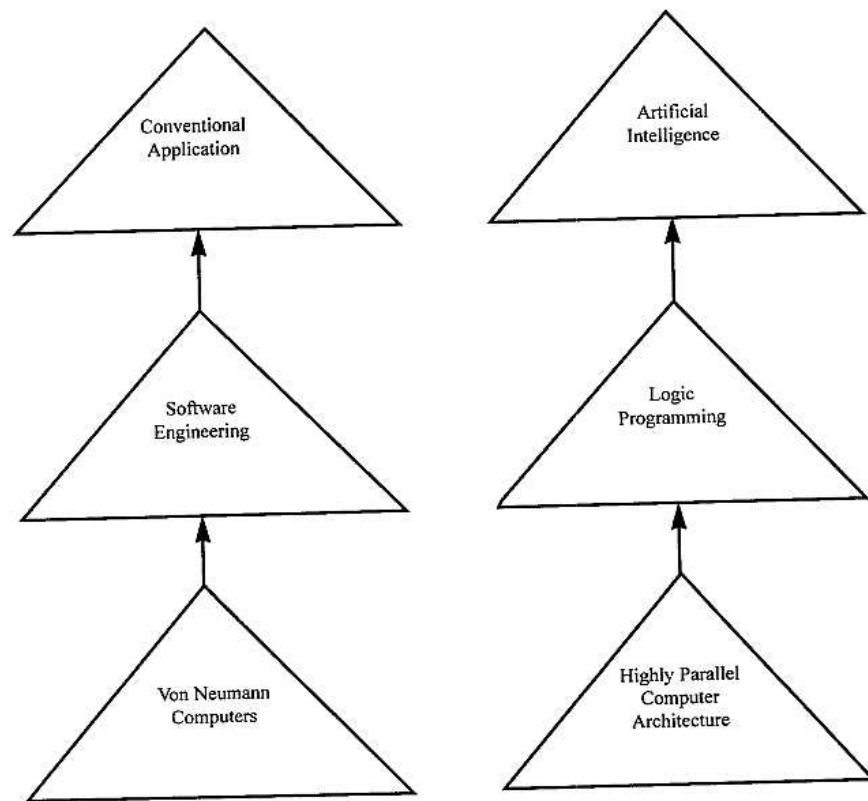 Conventional
Application
Artificial
Intelligence
Software
Engineering
Logic
Programming
Von Neumann
Computers
Highly Parallel
Computer
Architecture